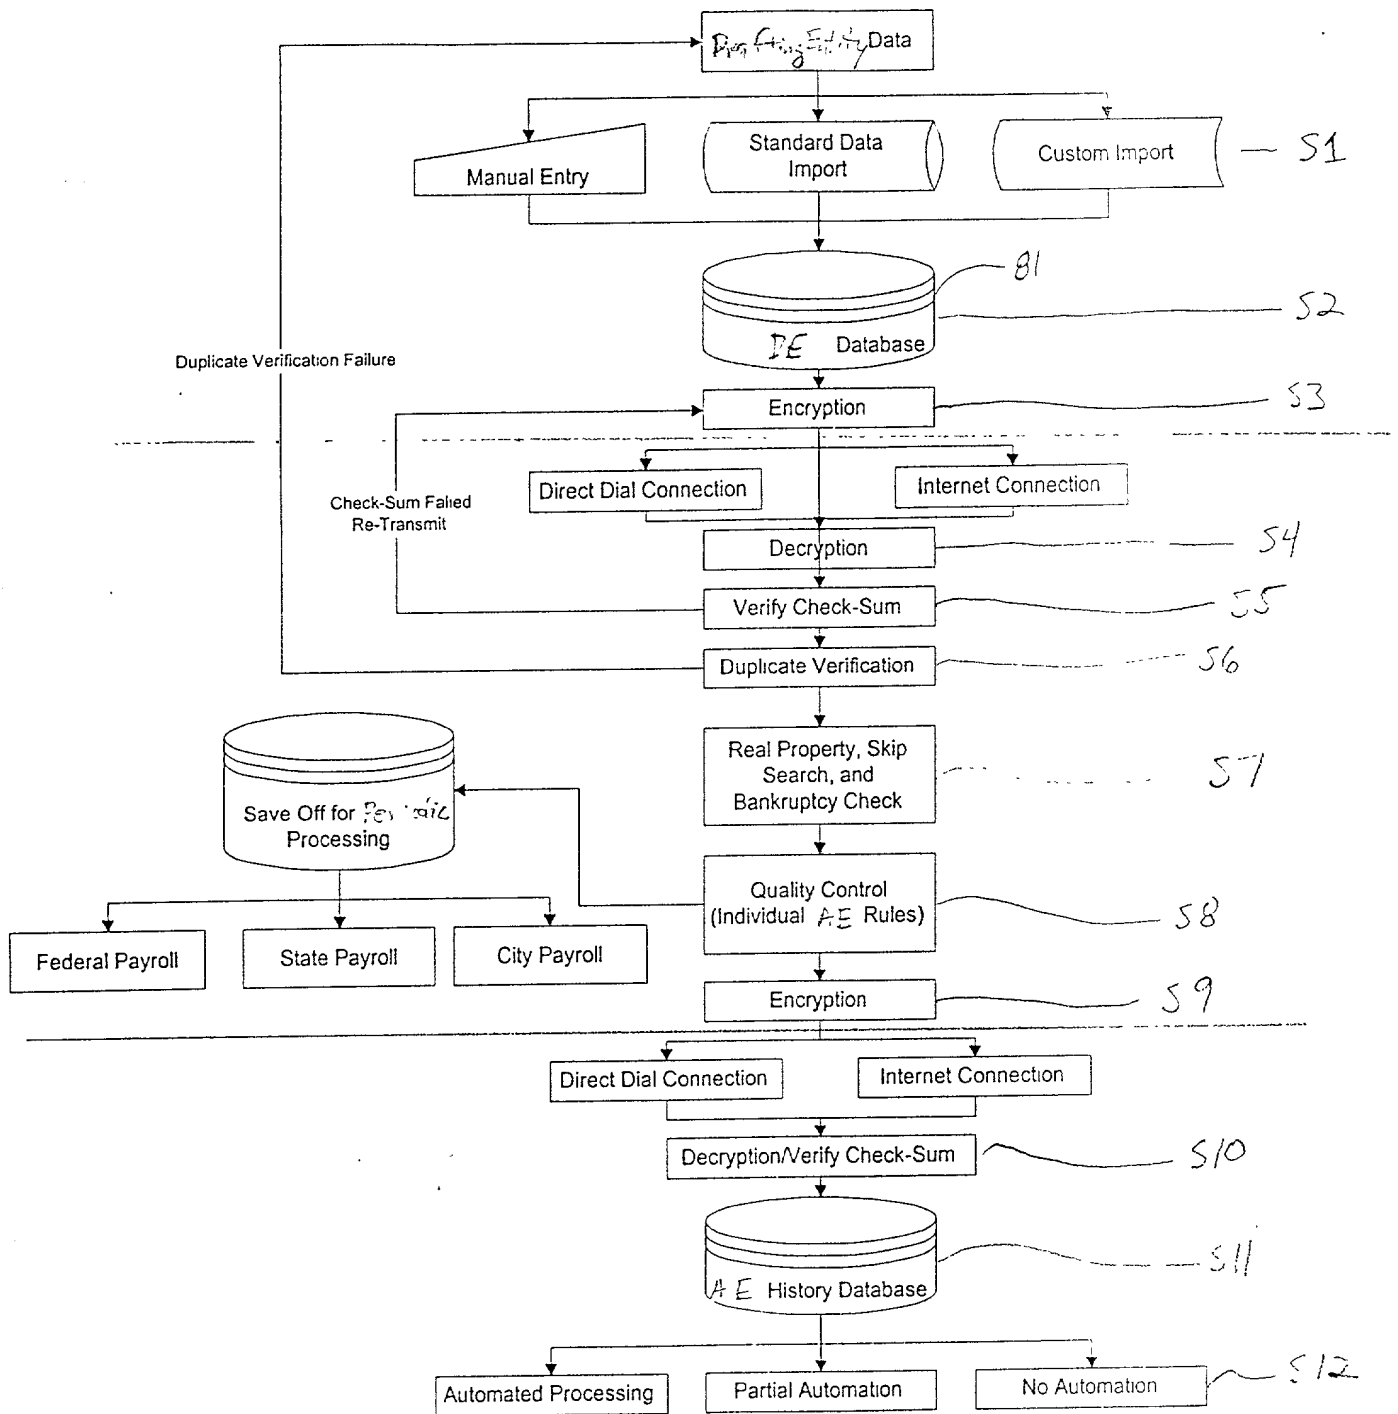 Drafting Entity Data
Manual Entry
Standard Data
Import
Custom Import
S1
81
S2
DE Database
Duplicate Verification Failure
Encryption
S3
Direct Dial Connection
Internet Connection
Check-Sum Failed
Re-Transmit
Decryption
S4
Verify Check-Sum
S5
Duplicate Verification
S6
Real Property, Skip
Search, and
Bankruptcy Check
S7
Save Off for Periodic
Processing
Quality Control
(Individual AE Rules)
S8
Federal Payroll
State Payroll
City Payroll
Encryption
S9
Direct Dial Connection
Internet Connection
Decryption/Verify Check-Sum
S10
AE History Database
S11
Automated Processing
Partial Automation
No Automation
S12